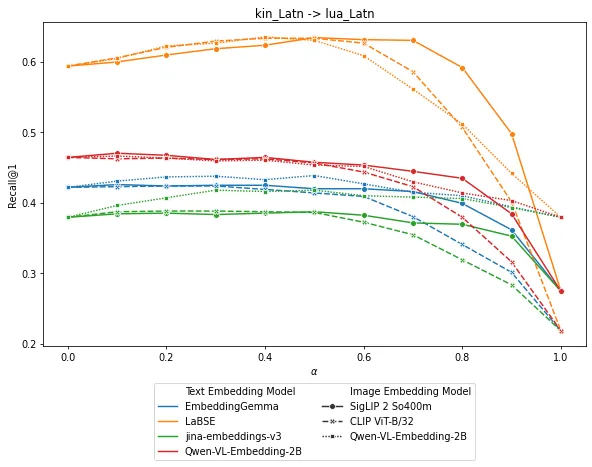 kin_Latn -> lua_Latn
Recall@1
0.6
0.5
0.4
0.3
0.2
0.0 0.2 0.4 0.6 0.8 1.0
α
Text Embedding Model Image Embedding Model
EmbeddingGemma SigLIP 2 So400m
LaBSE CLIP ViT-B/32
jina-embeddings-v3 Qwen-VL-Embedding-2B
Qwen-VL-Embedding-2B